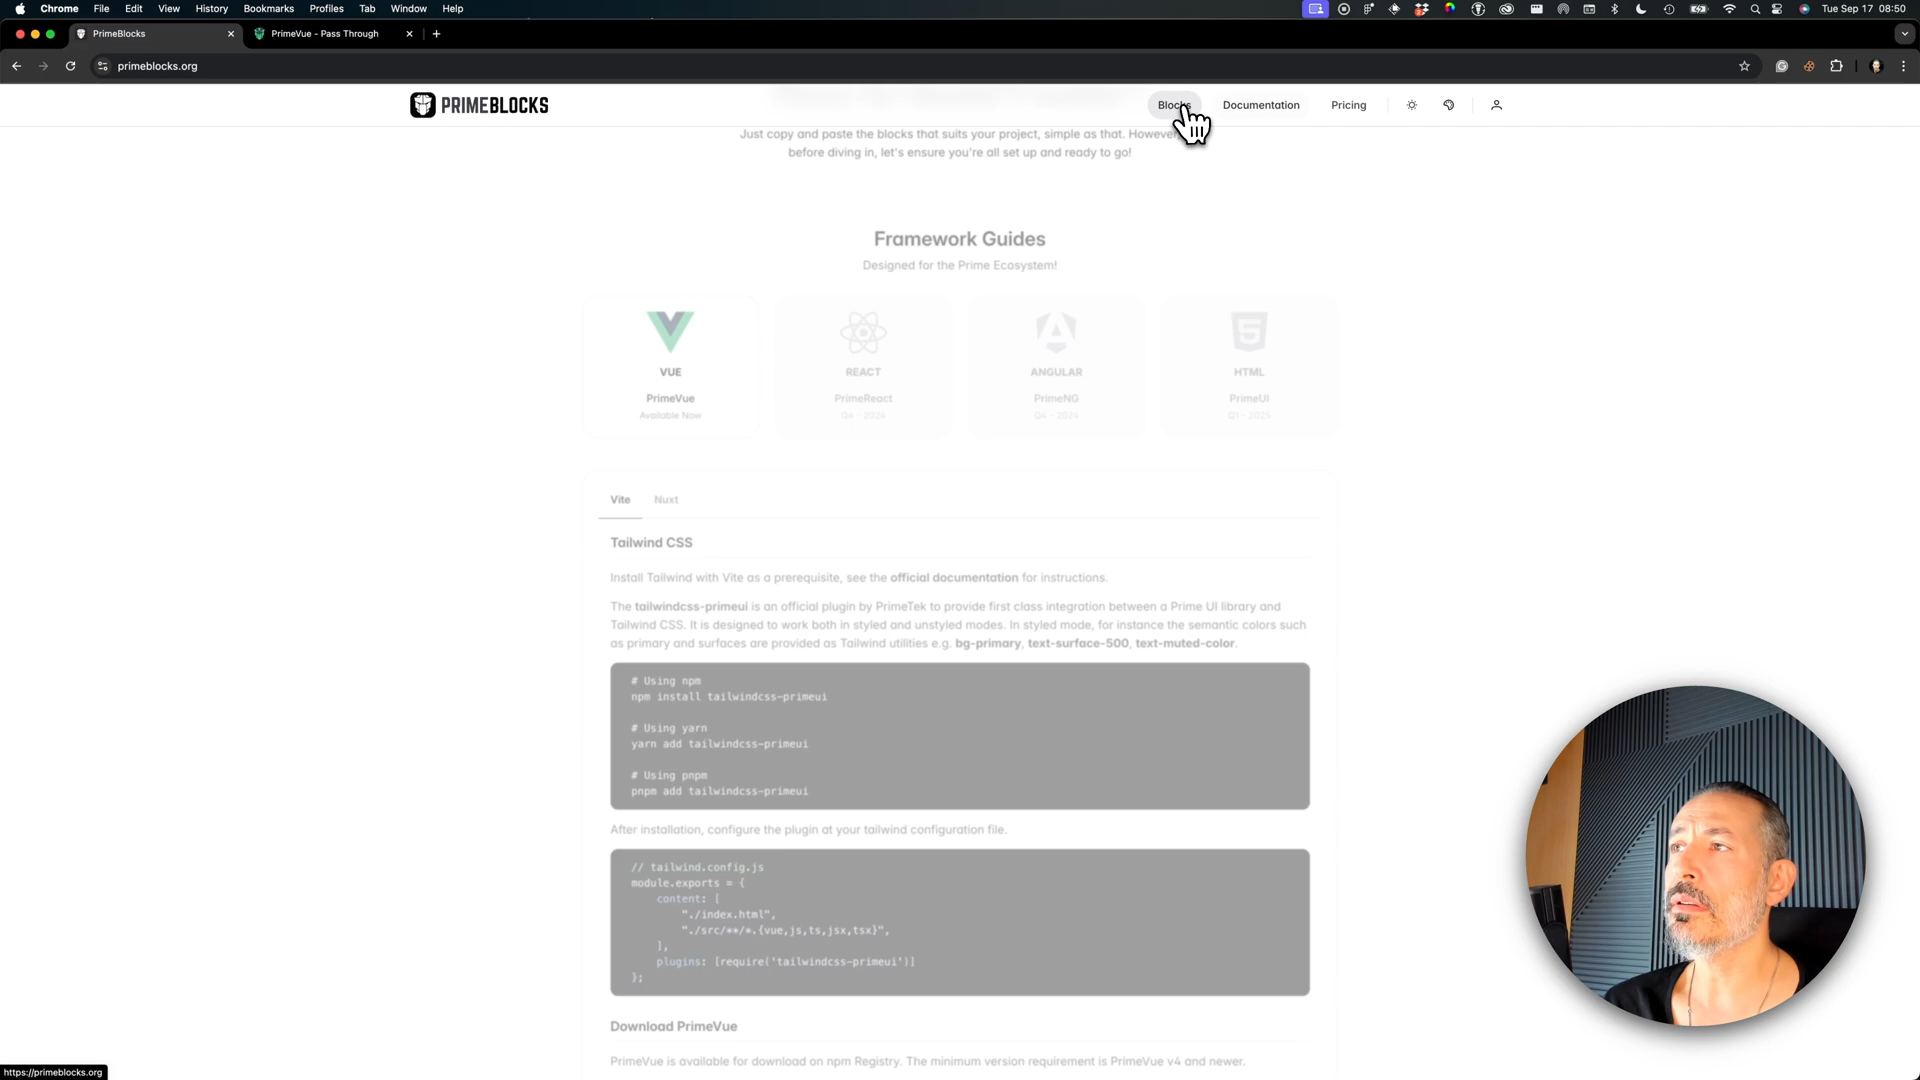 Chrome File Edit View History Bookmarks Profiles Tab Window Help Tue Sep 17 08:50
PrimeBlocks PrimeVue - Pass Through
primeblocks.org
PRIMEBLOCKS Blocks Documentation Pricing
Just copy and paste the blocks that suits your project, simple as that. However
before diving in, let's ensure you're all set up and ready to go!
Framework Guides
Designed for the Prime Ecosystem!
VUE
PrimeVue
Available Now
REACT
PrimeReact
Q4 - 2024
ANGULAR
PrimeNG
Q4 - 2024
HTML
PrimeUI
Q1 - 2025
Vite Nuxt
Tailwind CSS
Install Tailwind with Vite as a prerequisite, see the official documentation for instructions.
The tailwindcss-primeui is an official plugin by PrimeTek to provide first class integration between a Prime UI library and
Tailwind CSS. It is designed to work both in styled and unstyled modes. In styled mode, for instance the semantic colors such
as primary and surfaces are provided as Tailwind utilities e.g. bg-primary, text-surface-500, text-muted-color.
# Using npm
npm install tailwindcss-primeui
# Using yarn
yarn add tailwindcss-primeui
# Using pnpm
pnpm add tailwindcss-primeui
After installation, configure the plugin at your tailwind configuration file.
// tailwind.config.js
module.exports = {
content: [
"./index.html",
"./src/**/*.{vue,js,ts,jsx,tsx}",
],
plugins: [require('tailwindcss-primeui')]
};
Download PrimeVue
PrimeVue is available for download on npm Registry. The minimum version requirement is PrimeVue v4 and newer.
https://primeblocks.org